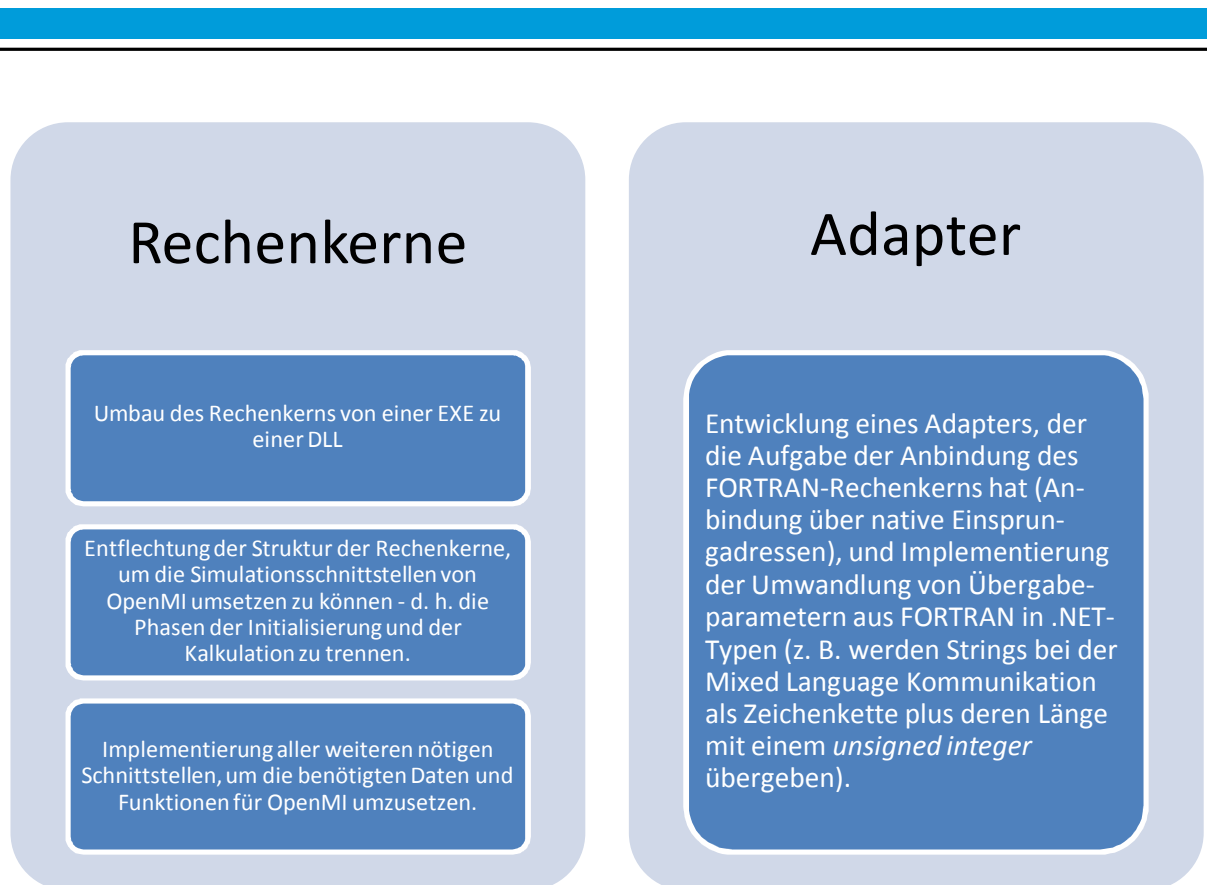 Rechenkerne
Umbau des Rechenkerns von einer EXE zu
einer DLL
Entflechtung der Struktur der Rechenkerne,
um die Simulationsschnittstellen von
OpenMI umsetzen zu können - d. h. die
Phasen der Initialisierung und der
Kalkulation zu trennen.
Implementierung aller weiteren nötigen
Schnittstellen, um die benötigten Daten und
Funktionen für OpenMI umzusetzen.
Adapter
Entwicklung eines Adapters, der
die Aufgabe der Anbindung des
FORTRAN-Rechenkerns hat (An-
bindung über native Einsprun-
gadressen), und Implementierung
der Umwandlung von Übergabe-
parametern aus FORTRAN in .NET-
Typen (z. B. werden Strings bei der
Mixed Language Kommunikation
als Zeichenkette plus deren Länge
mit einem unsigned integer
übergeben).